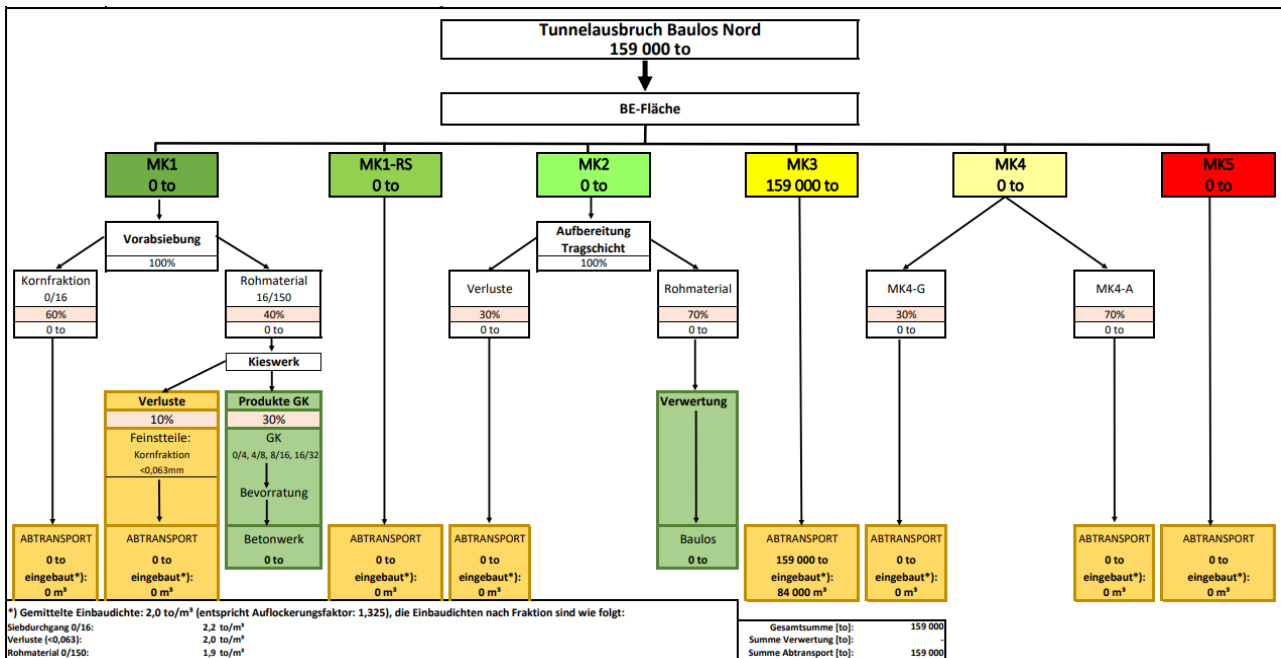 Tunnelausbruch Baulos Nord
159 000 to
BE-Fläche
MK1
0 to
MK1-RS
0 to
MK2
0 to
MK3
159 000 to
MK4
0 to
MK5
0 to
Vorabsiebung
100%
Aufbereitung
Tragschicht
100%
Kornfraktion
0/16
60%
0 to
Rohmaterial
16/150
40%
0 to
Verluste
30%
0 to
Rohmaterial
70%
0 to
MK4-G
30%
0 to
MK4-A
70%
0 to
Kieswerk
Verluste
10%
Feinstteile:
Kornfraktion
<0,063mm
Produkte GK
30%
GK
0/4, 4/8, 8/16, 16/32
Bevorratung
Verwertung
ABTRANSPORT
0 to
eingebaut*):
0 m³
ABTRANSPORT
0 to
eingebaut*):
0 m³
Betonwerk
0 to
ABTRANSPORT
0 to
eingebaut*):
0 m³
ABTRANSPORT
0 to
eingebaut*):
0 m³
Baulos
0 to
ABTRANSPORT
159 000 to
eingebaut*):
84 000 m³
ABTRANSPORT
0 to
eingebaut*):
0 m³
ABTRANSPORT
0 to
eingebaut*):
0 m³
ABTRANSPORT
0 to
eingebaut*):
0 m³
*) Gemittelte Einbaudichte: 2,0 to/m³ (entspricht Auflockerungsfaktor: 1,325), die Einbaudichten nach Fraktion sind wie folgt:
Siebdurchgang 0/16: 2,2 to/m³
Verluste (<0,063): 2,0 to/m³
Rohmaterial 0/150: 1,9 to/m³
Gesamtsumme [to]: 159 000
Summe Verwertung [to]: -
Summe Abtransport [to]: 159 000